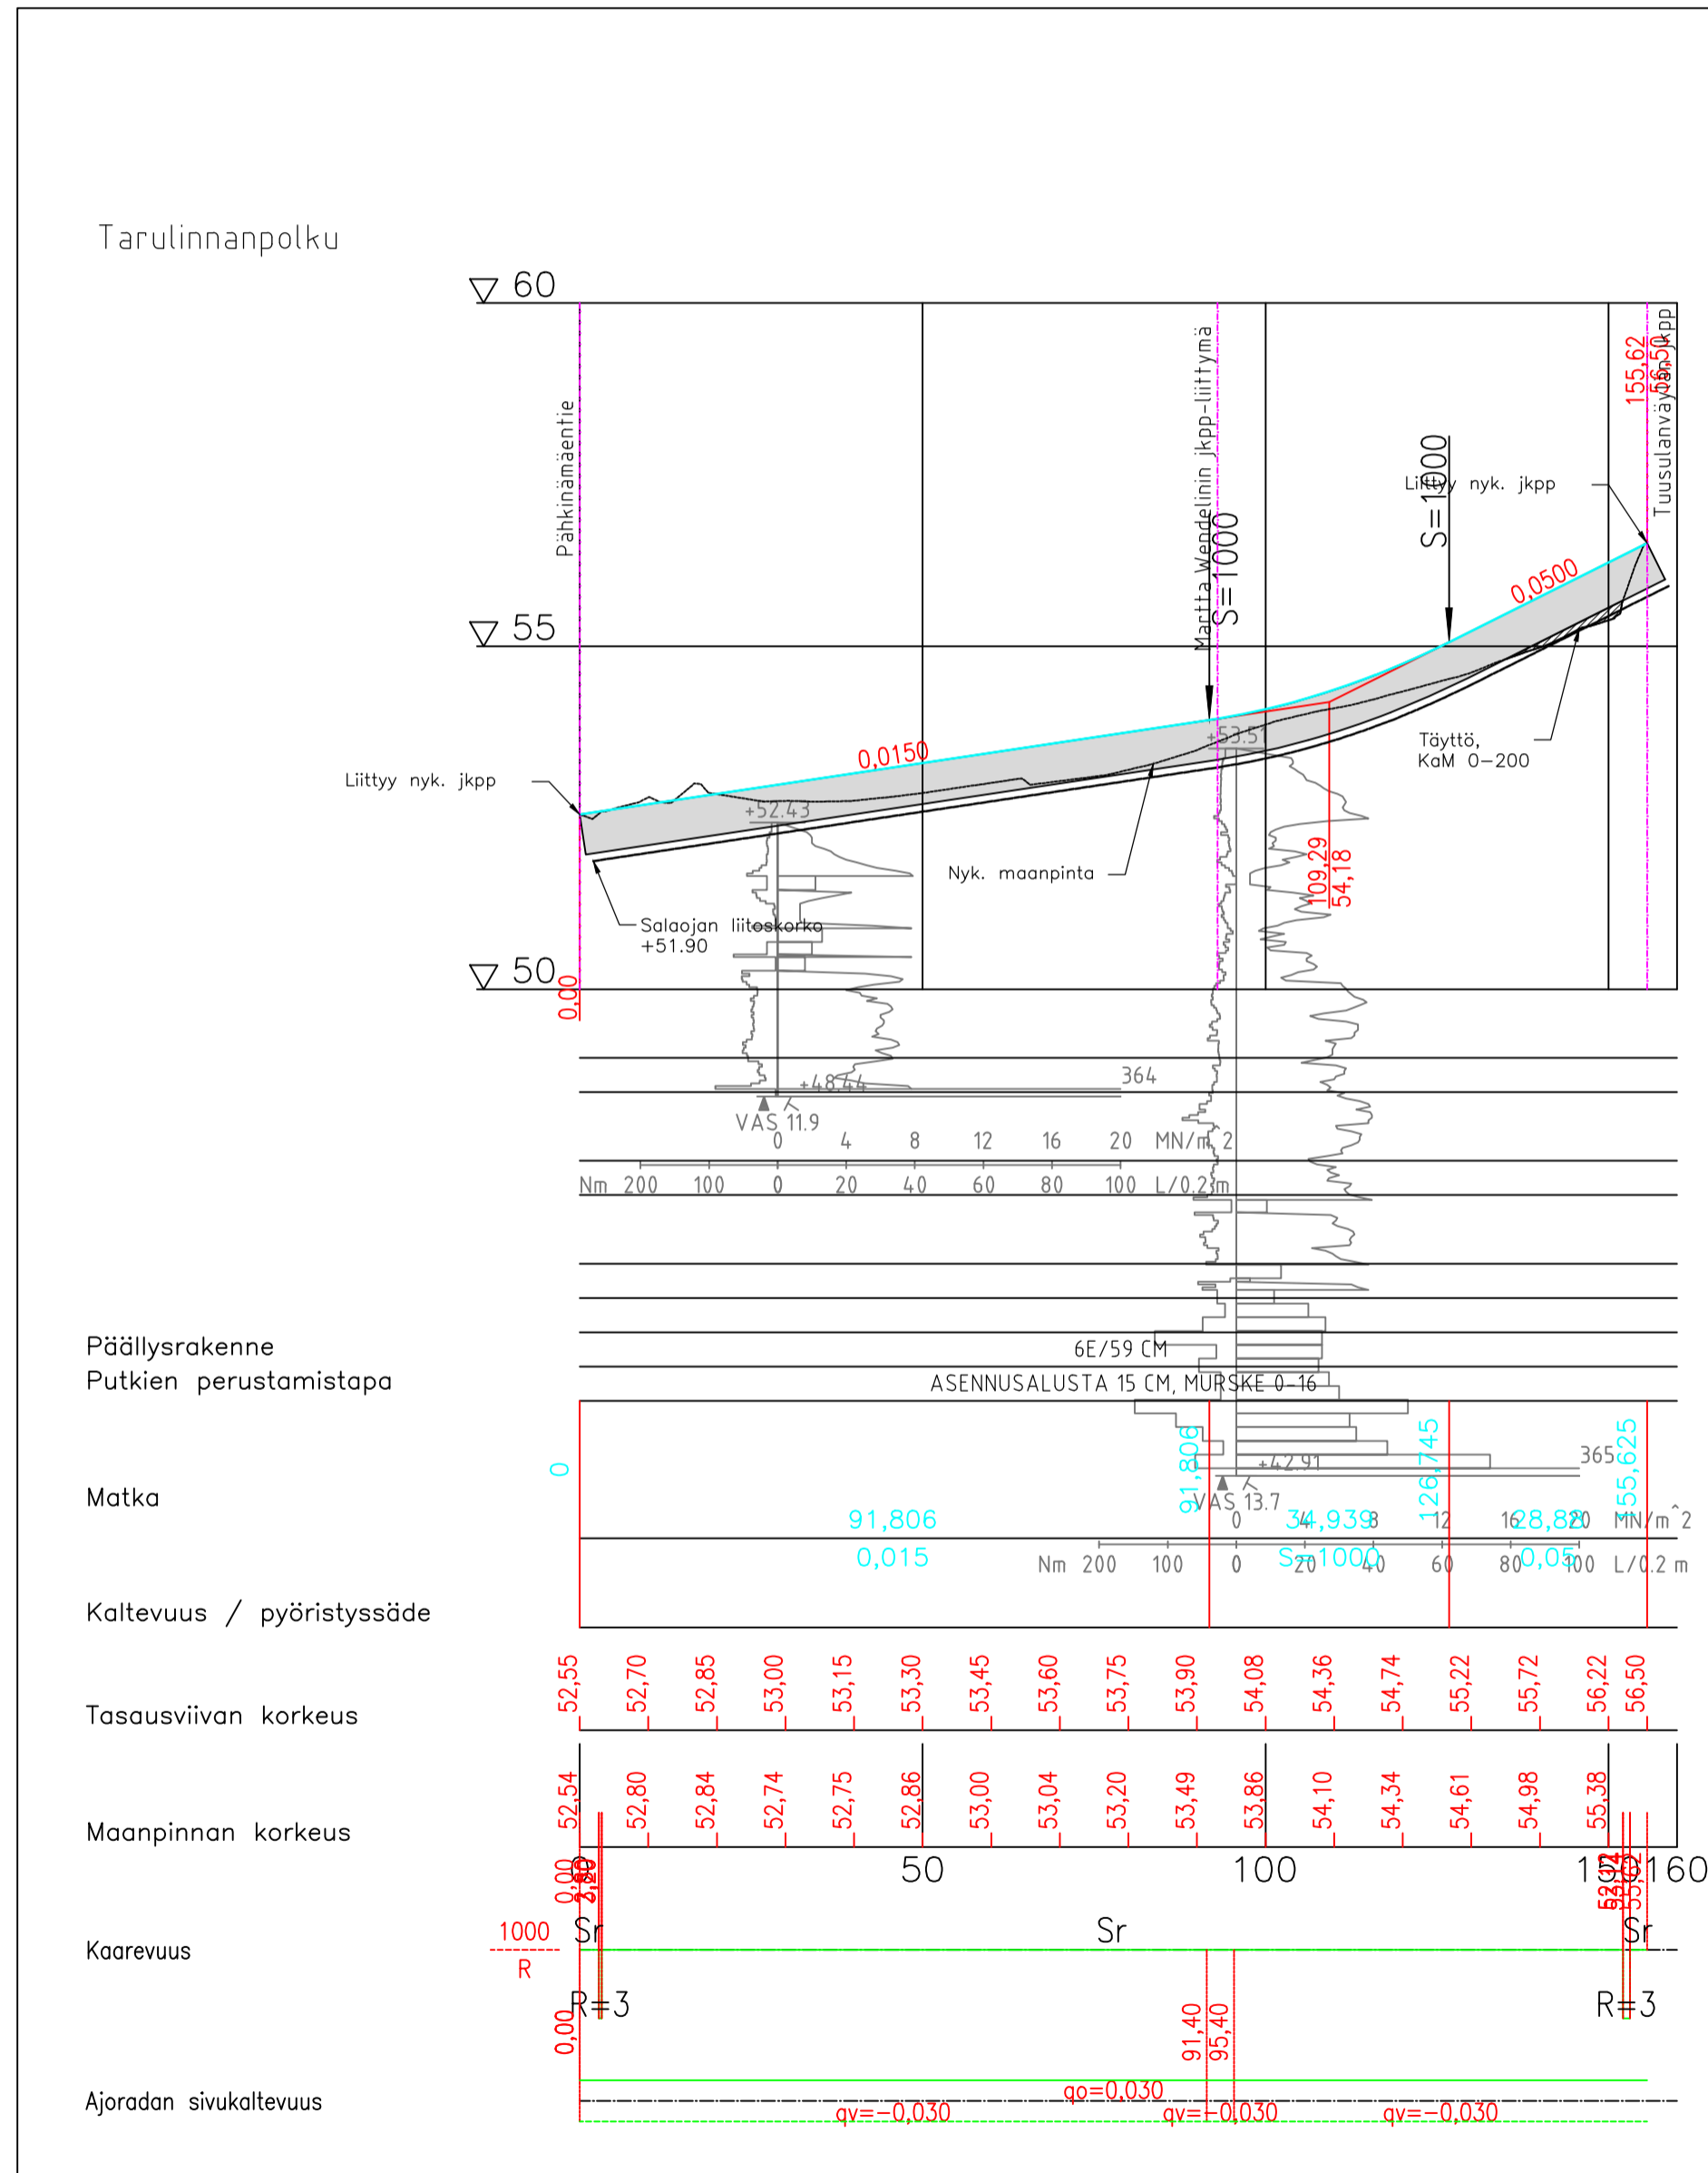 Tarulinnanpolku
60
55
50
Pähkinämäentie
Martta Wendelinin jkpp-liittymä
S=1000
S=1000
Tuusulanväylän jkpp
155,62
56,50
Liittyy nyk. jkpp
0,0500
0,0150
Liittyy nyk. jkpp
+53.51
+52.43
Täyttö,
KaM 0-200
Nyk. maanpinta
109,29
54,18
Salaojan liitoskorko
+51.90
0,00
364
+48.44
VAS 11.9
0 4 8 12 16 20 MN/m^2
Nm 200 100 0 20 40 60 80 100 L/0.2 m
Päällysrakenne
6E/59 CM
Putkien perustamistapa
ASENNUSALUSTA 15 CM, MURSKE 0-16
Matka
0
91,806
126,745
155,625
365
+42.91
VAS 13.7
91,806 34,939 28,88
0 4 8 12 16 20 MN/m^2
0,015 S=1000 0,05
Nm 200 100 0 20 40 60 80 100 L/0.2 m
Kaltevuus / pyöristyssäde
Tasausviivan korkeus
52,55 52,70 52,85 53,00 53,15 53,30 53,45 53,60 53,75 53,90 54,08 54,36 54,74 55,22 55,72 56,22 56,50
Maanpinnan korkeus
52,54 52,80 52,84 52,74 52,75 52,86 53,00 53,04 53,20 53,49 53,86 54,10 54,34 54,61 54,98 55,38
0 50 100 150 160
0,00
Kaarevuus
1000
R
Sr Sr Sr
R=3 R=3
0,00
91,40
95,40
Ajoradan sivukaltevuus
qo=0,030
qv=-0,030 qv=-0,030 qv=-0,030